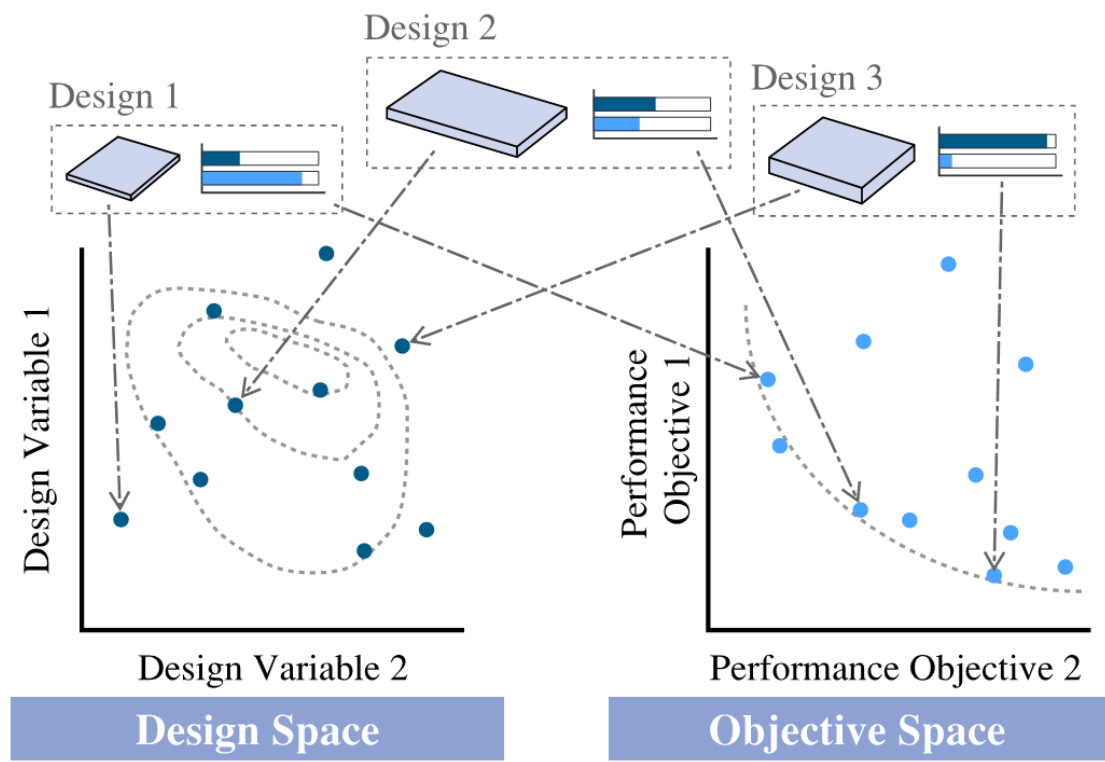 Design 1
Design 2
Design 3
Design Variable 1
Design Variable 2
Performance
Objective 1
Performance Objective 2
Design Space
Objective Space